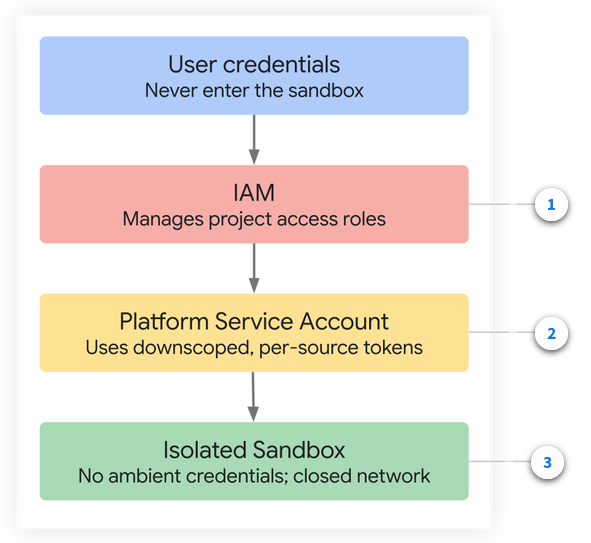 User credentials
Never enter the sandbox
IAM
Manages project access roles
1
Platform Service Account
Uses downscoped, per-source tokens
2
Isolated Sandbox
No ambient credentials; closed network
3